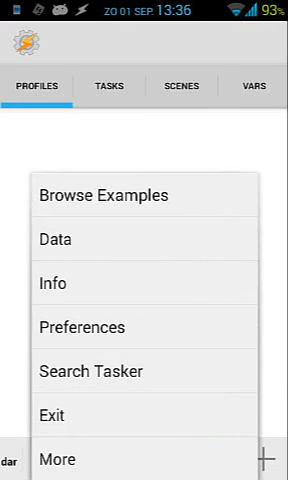 ZO 01 SEP. 13:36 93%
PROFILES TASKS SCENES VARS
Browse Examples
Data
Info
Preferences
Search Tasker
Exit
dar
More